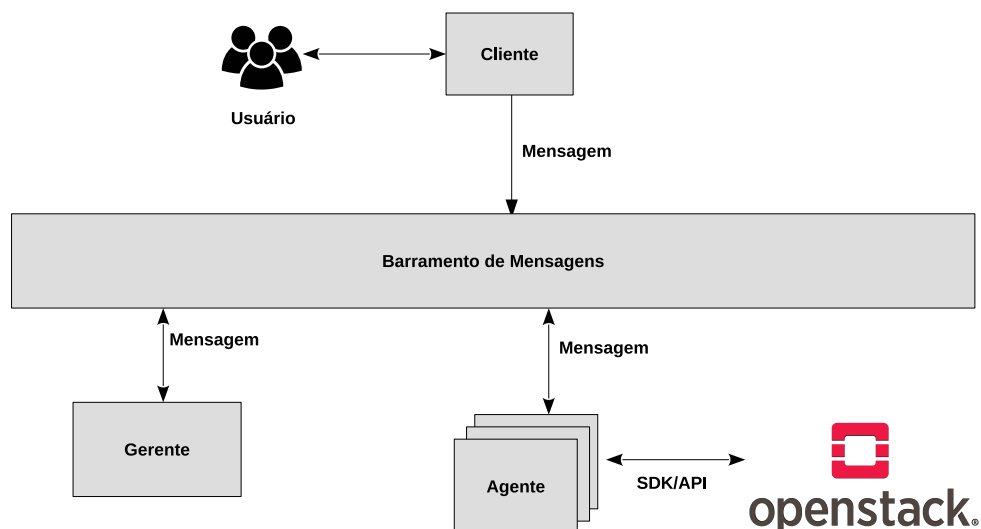 Cliente
Usuário
Mensagem
Barramento de Mensagens
Mensagem
Mensagem
Gerente
Agente
SDK/API
openstack.